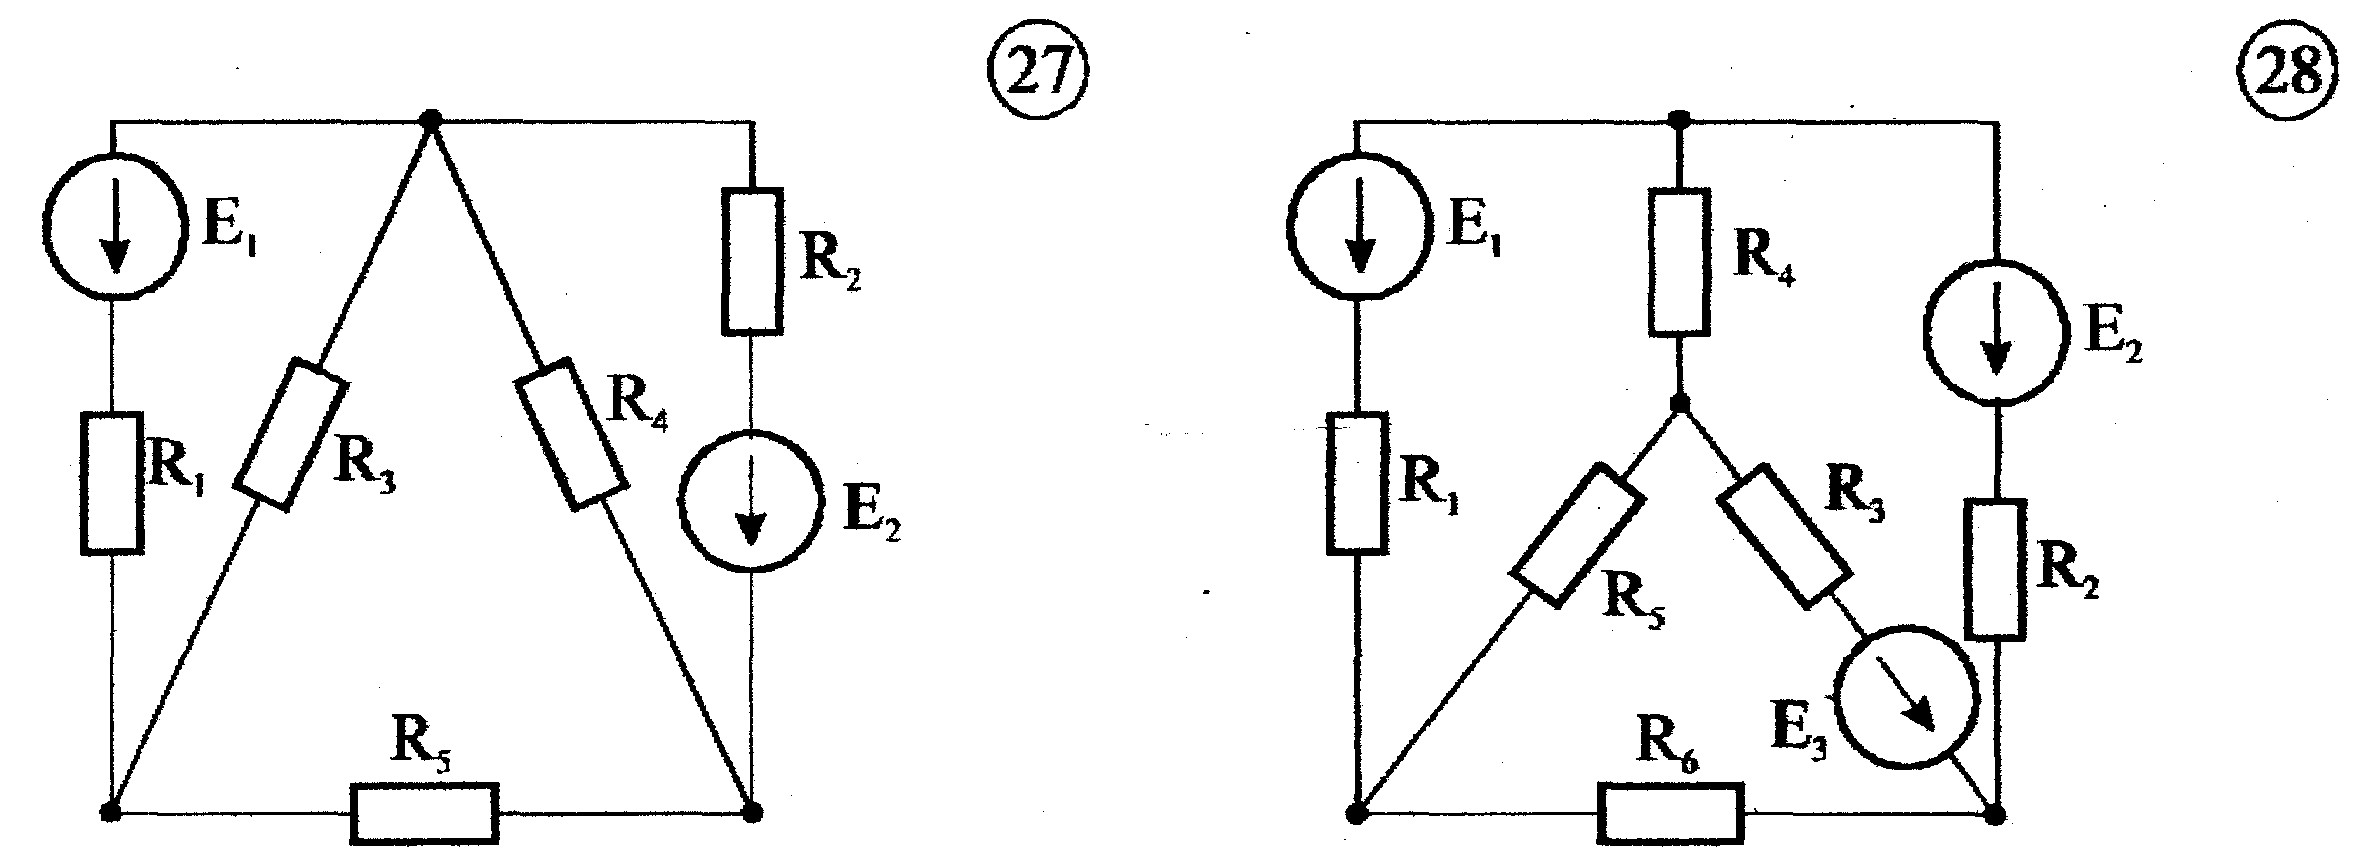 27
E₁
R₂
R₁
R₃
R₄
E₂
R₅
28
E₁
R₄
E₂
R₁
R₃
R₅
R₂
E₃
R₆